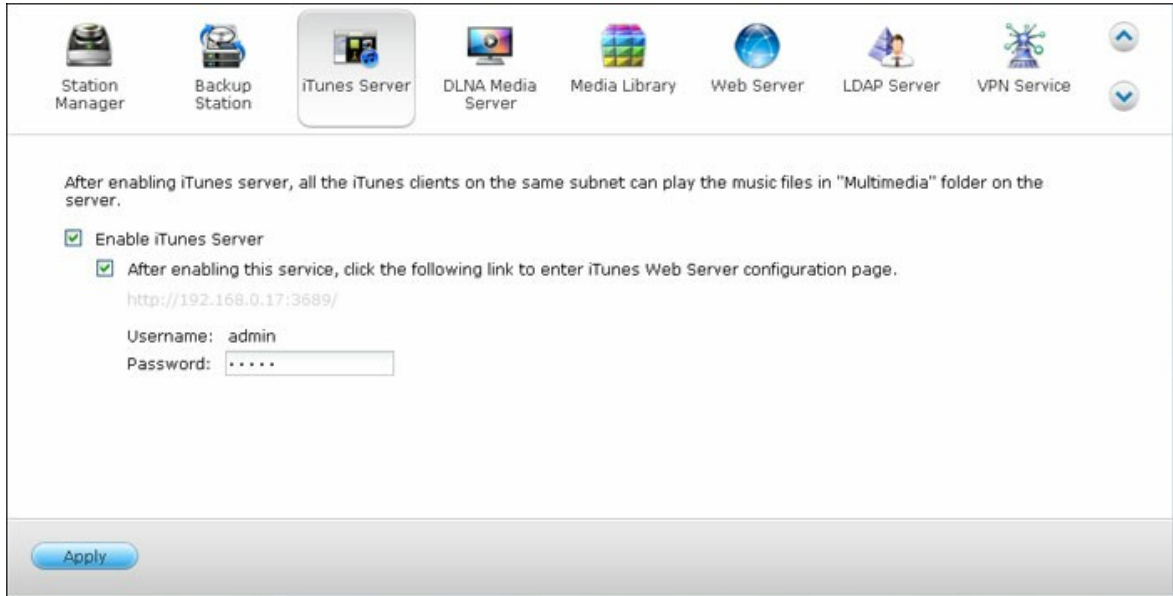 Station Manager
Backup Station
iTunes Server
DLNA Media Server
Media Library
Web Server
LDAP Server
VPN Service
After enabling iTunes server, all the iTunes clients on the same subnet can play the music files in "Multimedia" folder on the
server.
Enable iTunes Server
After enabling this service, click the following link to enter iTunes Web Server configuration page.
http://192.168.0.17:3689/
Username: admin
Password: •••••
Apply